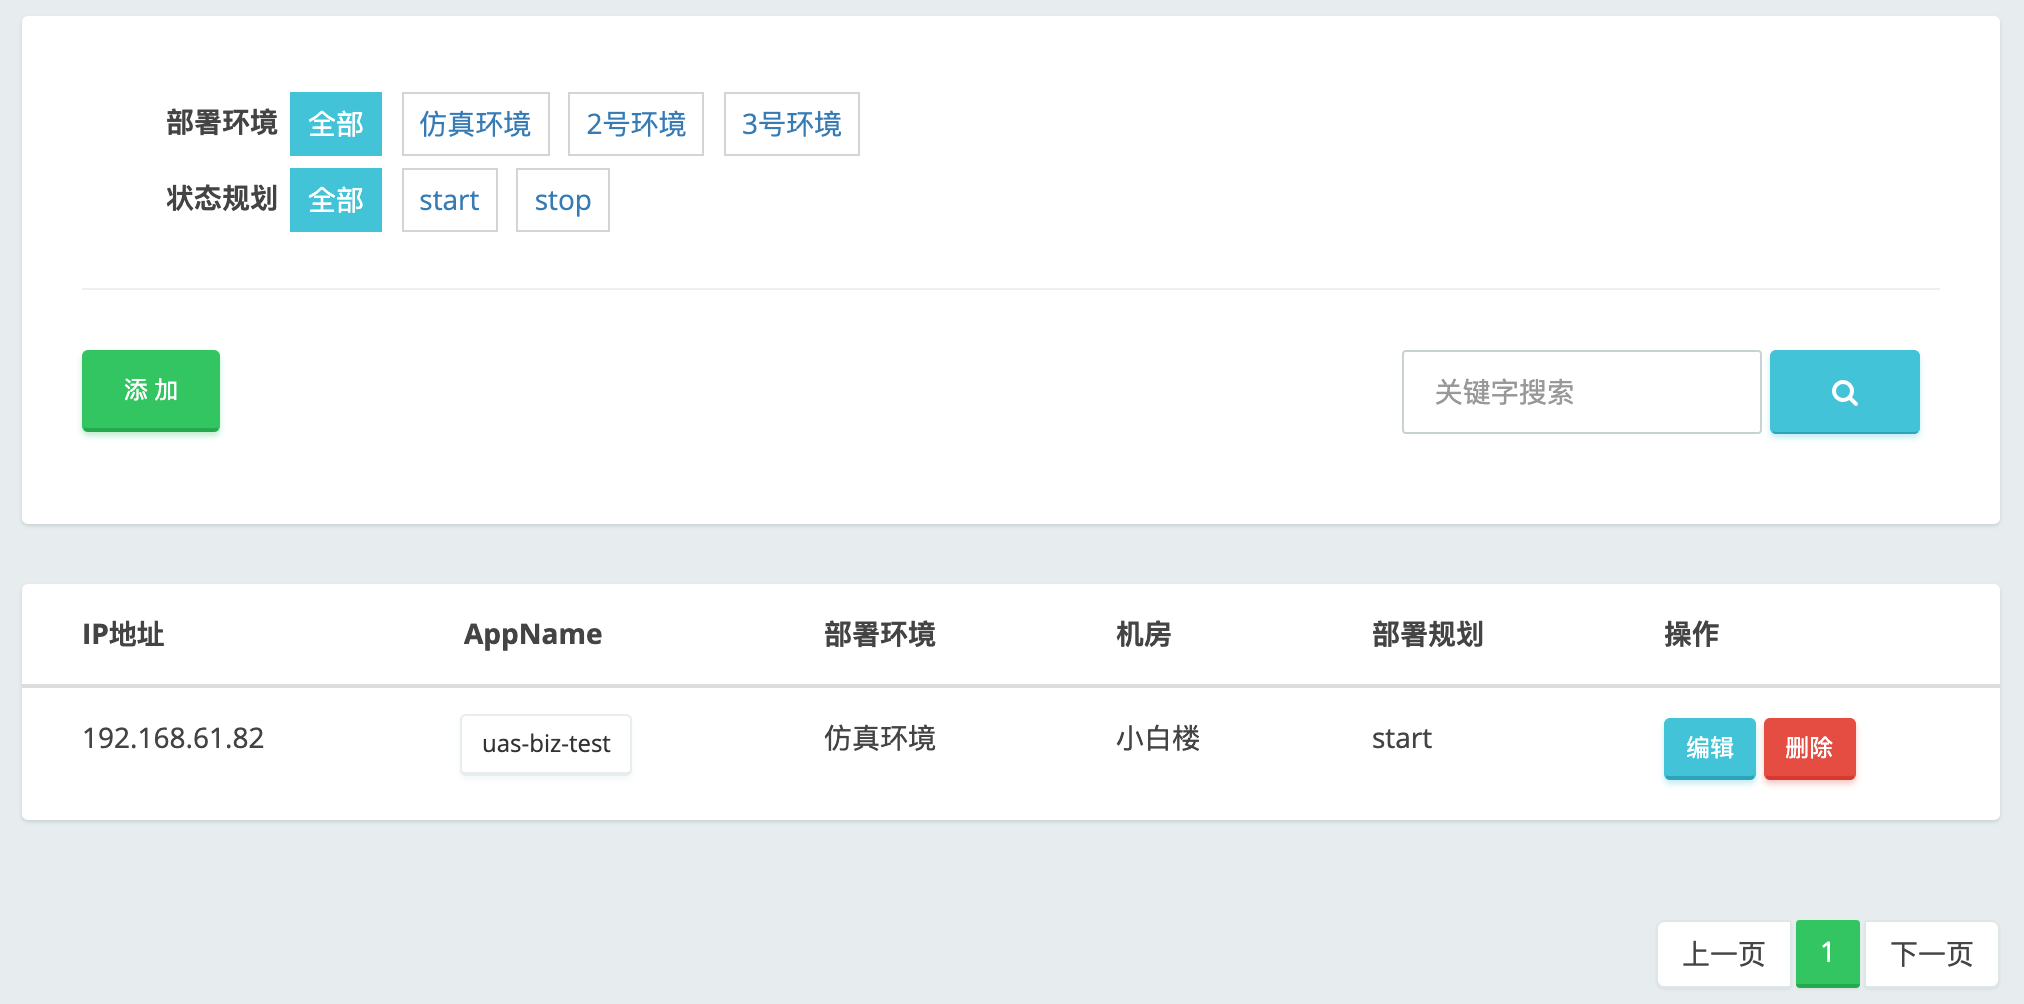 部署环境 全部 仿真环境 2号环境 3号环境
状态规划 全部 start stop
添 加 关键字搜索
IP地址 AppName 部署环境 机房 部署规划 操作
192.168.61.82 uas-biz-test 仿真环境 小白楼 start 编辑 删除
上一页 1 下一页